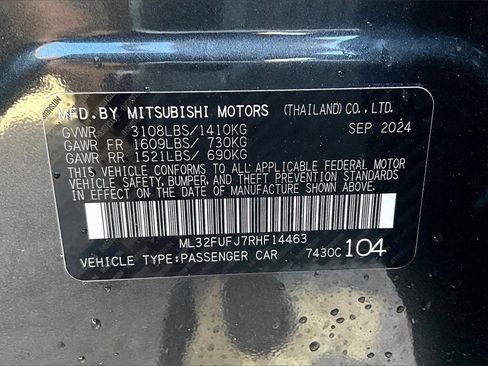 MFD.BY MITSUBISHI MOTORS (THAILAND) CO.,LTD.
GVWR 3108LBS/1410KG SEP 2024
GAWR FR 1609LBS/ 730KG
GAWR RR 1521LBS/ 690KG
THIS VEHICLE CONFORMS TO ALL APPLICABLE FEDERAL MOTOR
VEHICLE SAFETY, BUMPER, AND THEFT PREVENTION STANDARDS
IN EFFECT ON THE DATE OF MANUFACTURE SHOWN ABOVE.
ML32FUFJ7RHF14463
VEHICLE TYPE:PASSENGER CAR 7430C 104